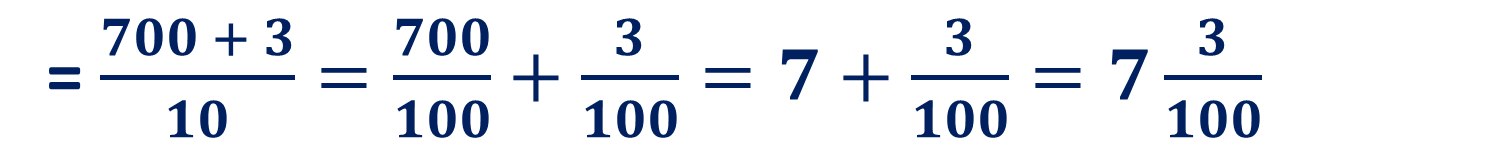 = (700 + 3)/10 = 700/100 + 3/100 = 7 + 3/100 = 7 3/100